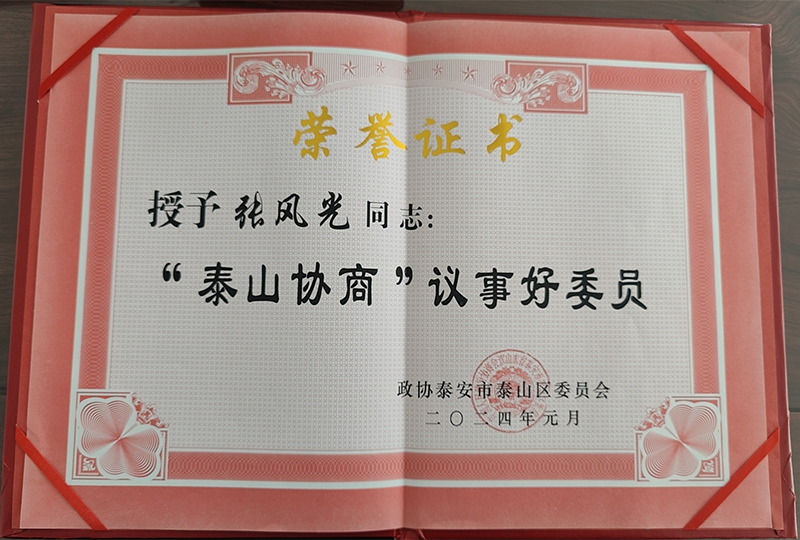 荣誉证书
授予张风光同志：
“泰山协商”议事好委员
政协泰安市泰山区委员会
二〇二四年元月